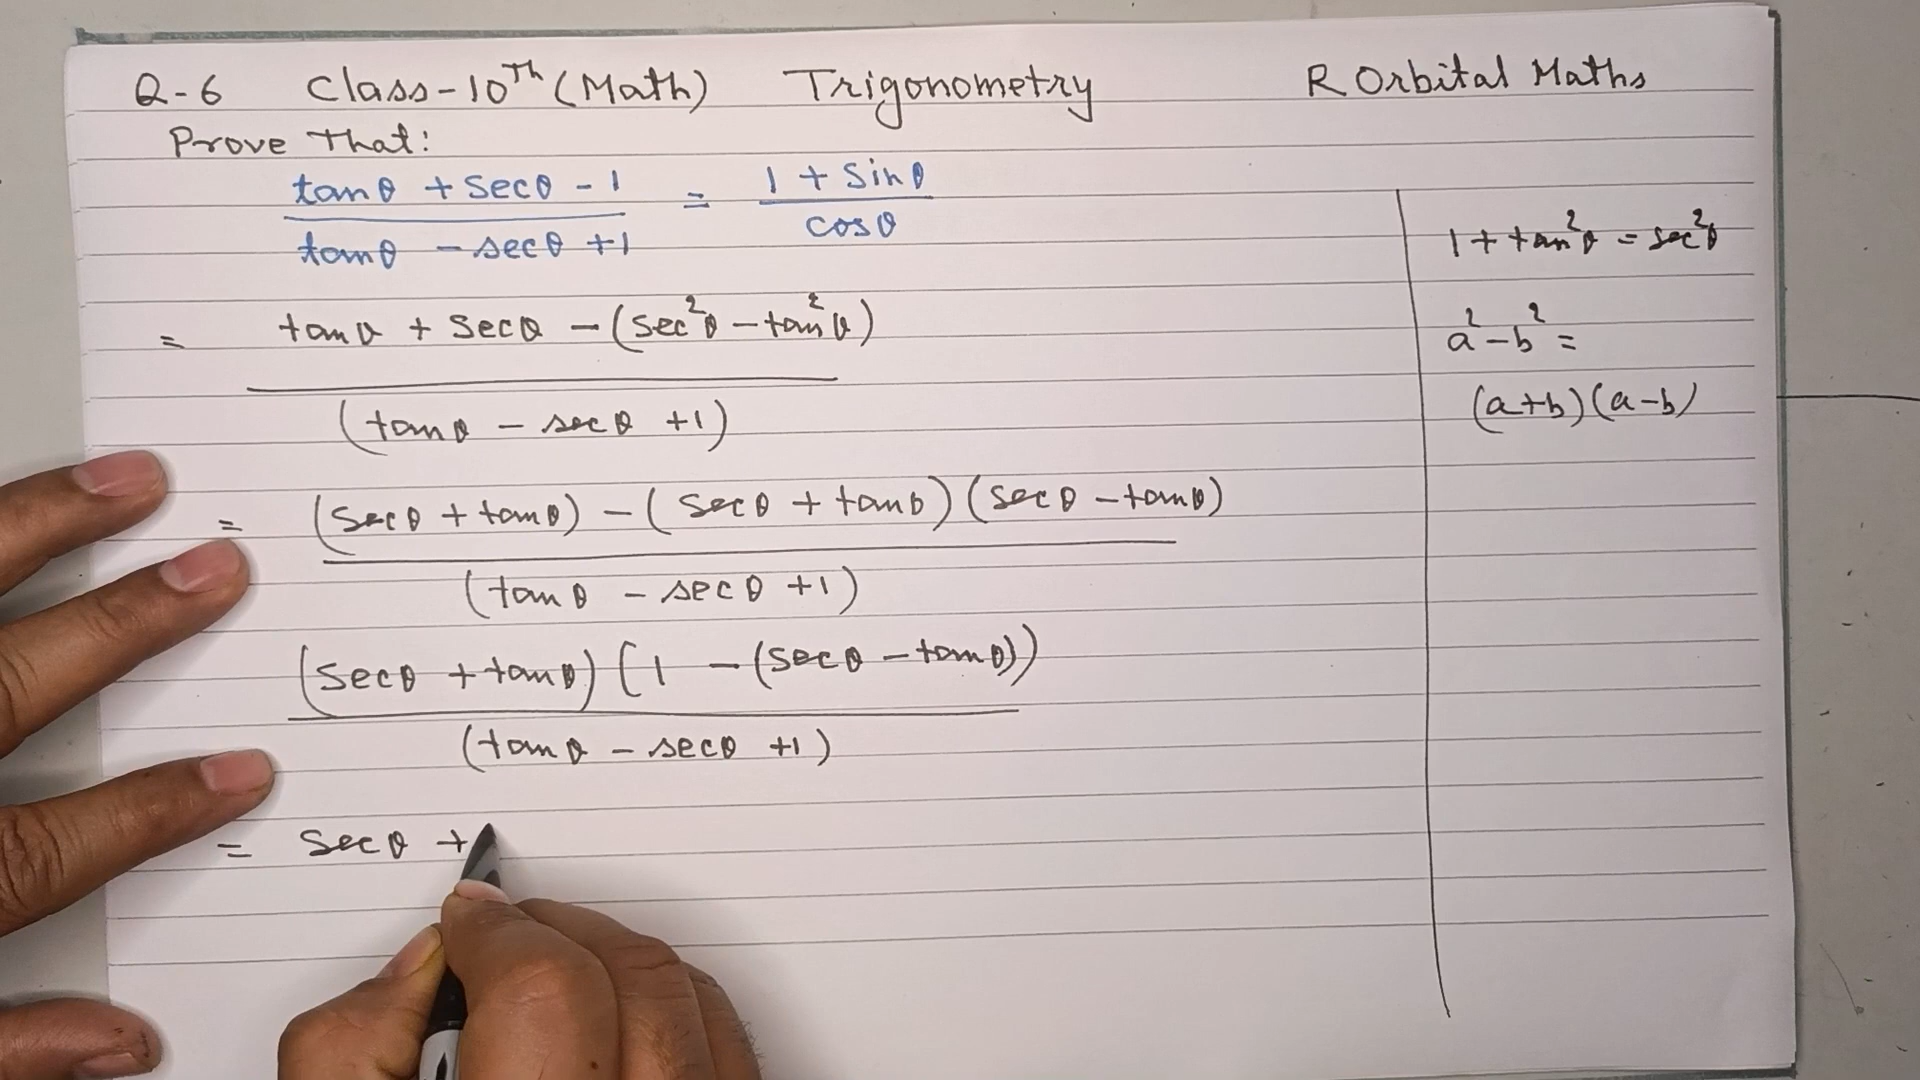 Q-6 Class-10Th (Math) Trigonometry R Orbital Maths
Prove That:
tanθ + secθ - 1 / tanθ - secθ + 1 = 1 + sinθ / cosθ
= tanθ + secθ - (sec²θ - tan²θ) / (tanθ - secθ + 1)
= (secθ + tanθ) - (secθ + tanθ)(secθ - tanθ) / (tanθ - secθ + 1)
(secθ + tanθ)(1 - (secθ - tanθ)) / (tanθ - secθ + 1)
= secθ +
1 + tan²θ = sec²θ
a² - b² =
(a+b)(a-b)